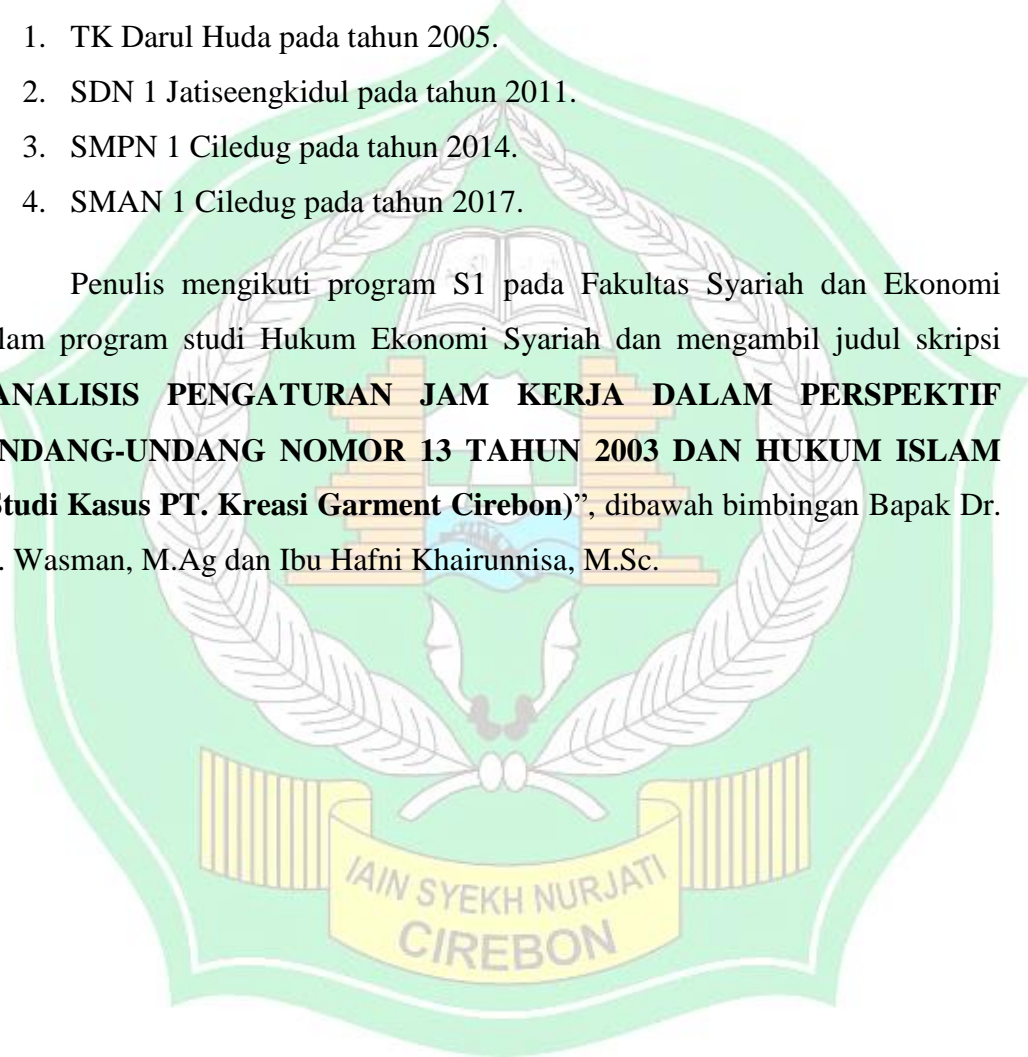 1. TK Darul Huda pada tahun 2005.
2. SDN 1 Jatiseengkidul pada tahun 2011.
3. SMPN 1 Ciledug pada tahun 2014.
4. SMAN 1 Ciledug pada tahun 2017.
Penulis mengikuti program S1 pada Fakultas Syariah dan Ekonomi
lam program studi Hukum Ekonomi Syariah dan mengambil judul skripsi
ANALISIS PENGATURAN JAM KERJA DALAM PERSPEKTIF
NDANG-UNDANG NOMOR 13 TAHUN 2003 DAN HUKUM ISLAM
Studi Kasus PT. Kreasi Garment Cirebon)”, dibawah bimbingan Bapak Dr.
. Wasman, M.Ag dan Ibu Hafni Khairunnisa, M.Sc.
IAIN SYEKH NURJATI
CIREBON